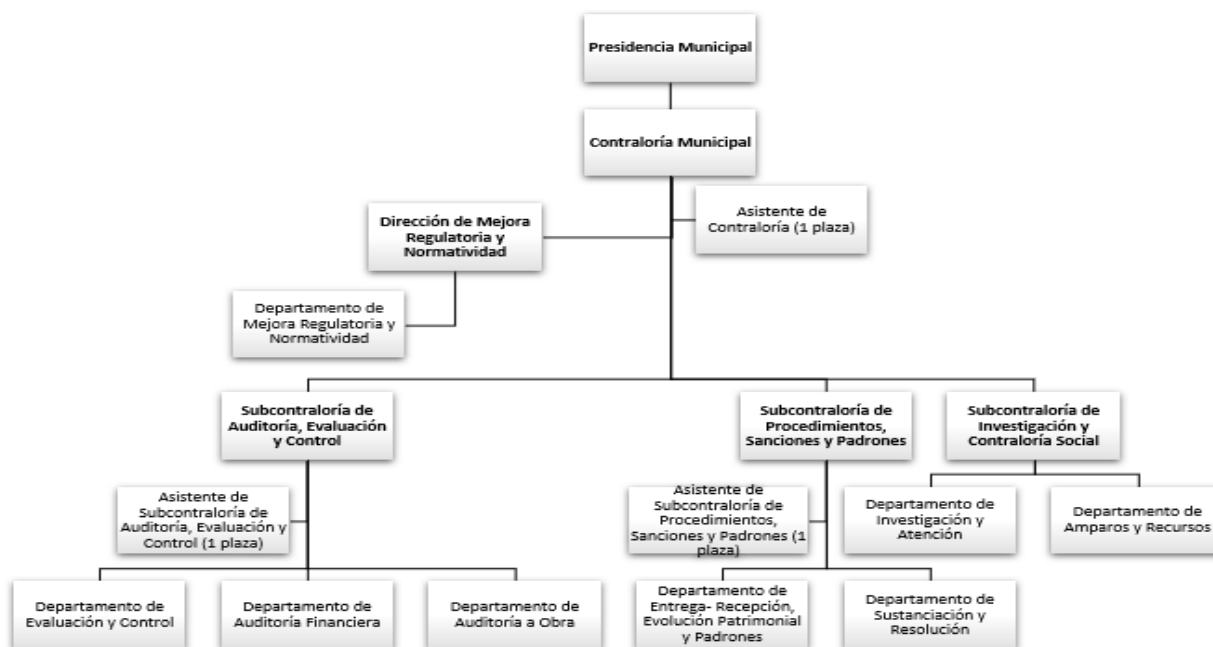 Presidencia Municipal
Contraloría Municipal
Asistente de
Contraloría (1 plaza)
Dirección de Mejora
Regulatoria y
Normatividad
Departamento de
Mejora Regulatoria y
Normatividad
Subcontraloría de
Auditoría, Evaluación
y Control
Subcontraloría de
Procedimientos,
Sanciones y Padrones
Subcontraloría de
Investigación y
Contraloría Social
Asistente de
Subcontraloría de
Auditoría, Evaluación y
Control (1 plaza)
Asistente de
Subcontraloría de
Procedimientos,
Sanciones y Padrones (1
plaza)
Departamento de
Investigación y
Atención
Departamento de
Amparos y Recursos
Departamento de
Evaluación y Control
Departamento de
Auditoría Financiera
Departamento de
Auditoría a Obra
Departamento de
Entrega- Recepción,
Evolución Patrimonial
y Padrones
Departamento de
Sustanciación y
Resolución